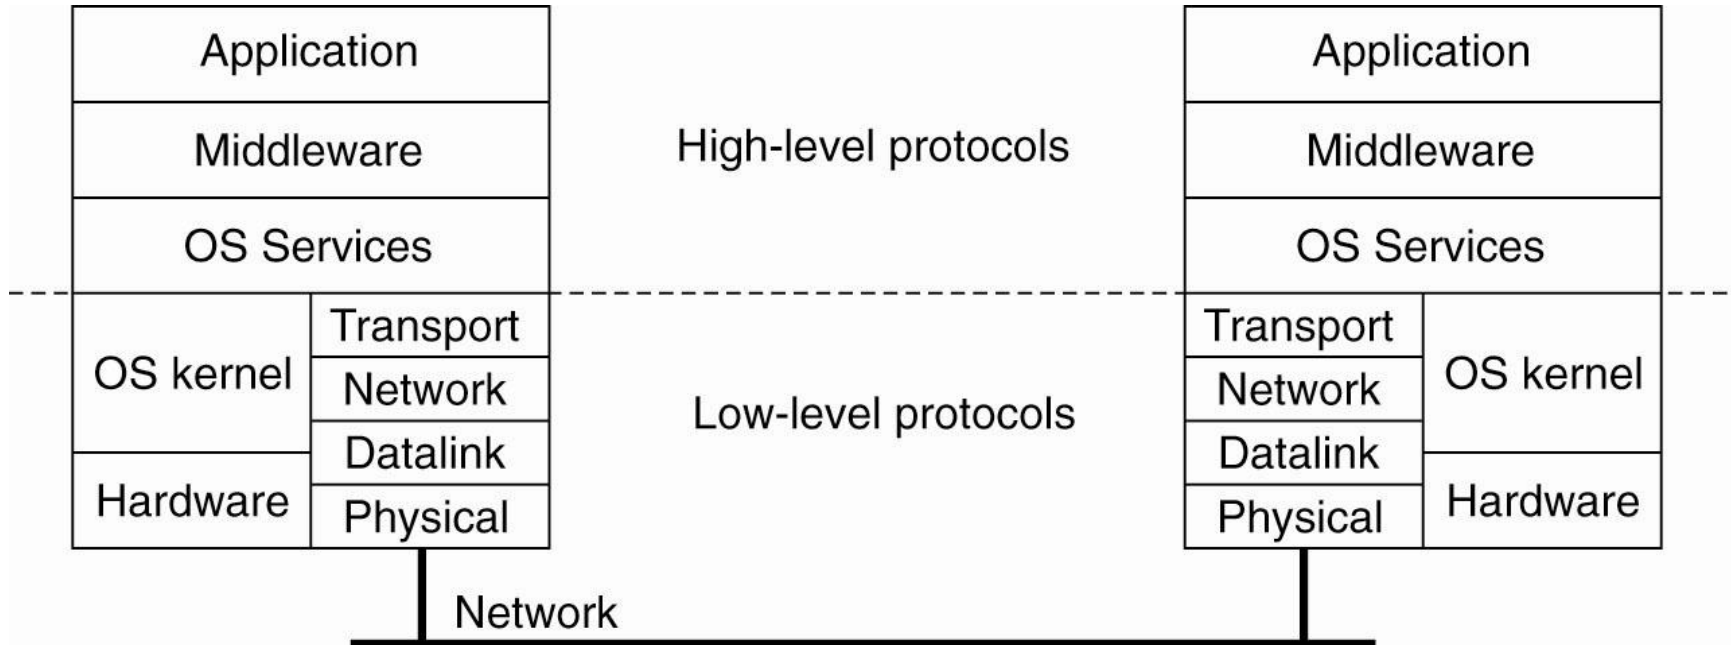 Application
Middleware
OS Services
OS kernel
Hardware
Transport
Network
Datalink
Physical
High-level protocols
Low-level protocols
Network
Application
Middleware
OS Services
Transport
Network
Datalink
Physical
OS kernel
Hardware